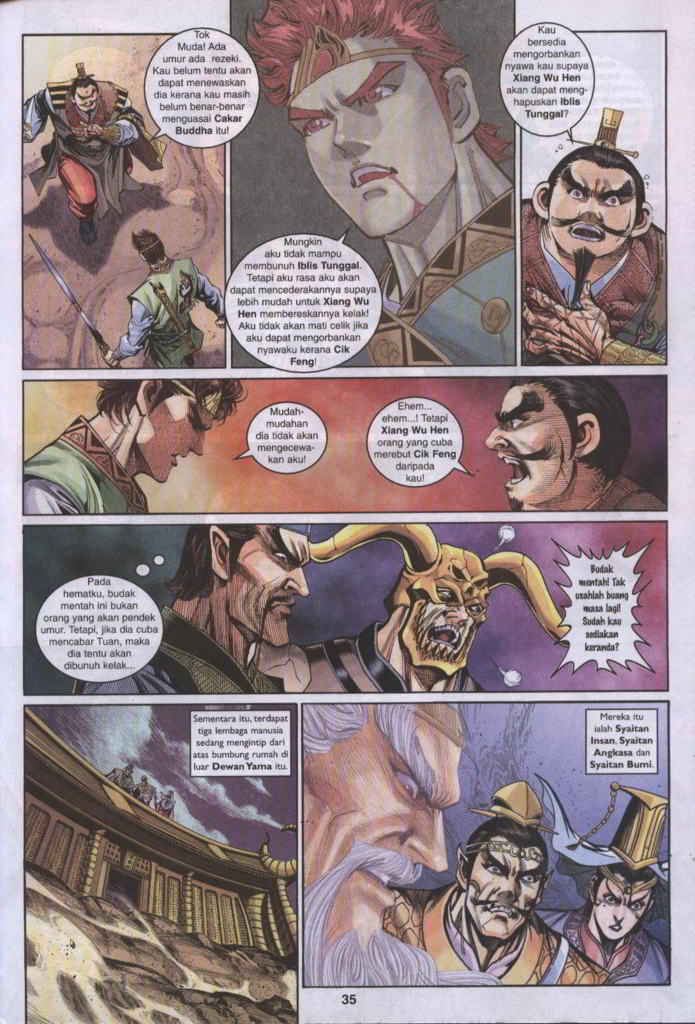 Tok
Muda! Ada
umur ada rezeki.
Kau belum tentu akan
dapat menewaskan
dia kerana kau masih
belum benar-benar
menguasai Cakar
Buddha itu!
Mungkin
aku tidak mampu
membunuh Iblis Tunggal.
Tetapi aku rasa aku akan
dapat mencederakannya supaya
lebih mudah untuk Xiang Wu
Hen membereskannya kelak!
Aku tidak akan mati celik jika
aku dapat mengorbankan
nyawaku kerana Cik
Feng!
Kau
bersedia
mengorbankan
nyawa kau supaya
Xiang Wu Hen
akan dapat meng-
hapuskan Iblis
Tunggal?
Mudah-
mudahan
dia tidak akan
mengecewa-
kan aku!
Ehem...
ehem...! Tetapi
Xiang Wu Hen
orang yang cuba
merebut Cik Feng
daripada
kau!
Pada
hematku, budak
mentah ini bukan
orang yang akan pendek
umur. Tetapi, jika dia cuba
mencabar Tuan, maka
dia tentu akan
dibunuh kelak...
Budak
mentah! Tak
usahlah buang
masa lagi!
Sudah kau
sediakan
keranda?
Sementara itu, terdapat
tiga lembaga manusia
sedang mengintip dari
atas bumbung rumah di
luar Dewan Yama itu.
Mereka itu
ialah Syaitan
Insan, Syaitan
Angkasa dan
Syaitan Bumi.
35